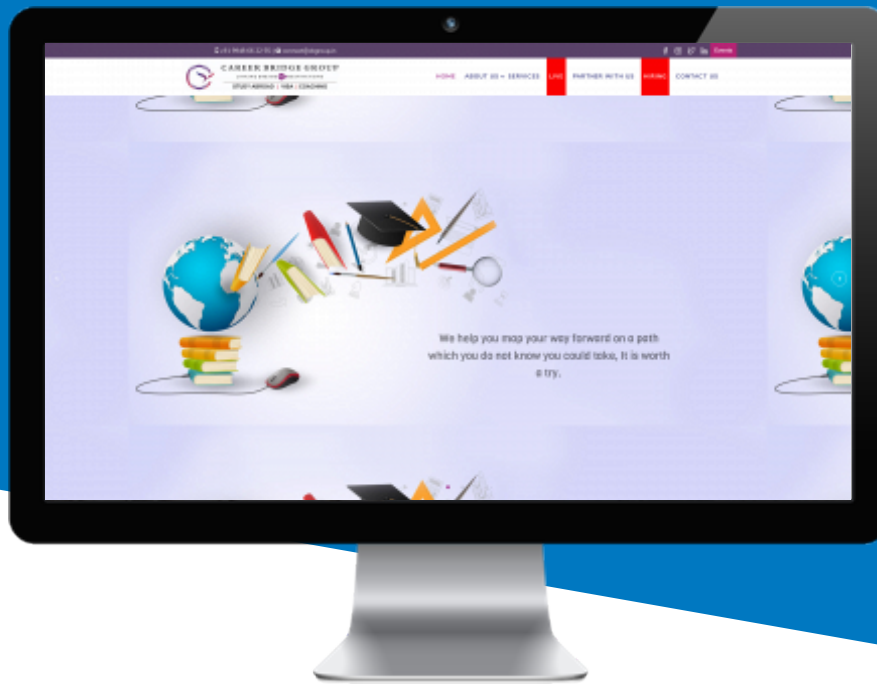 Events
CAREER BRIDGE GROUP
STUDY ABROAD | VISA | COACHING
HOME ABOUT US SERVICES LIVE PARTNER WITH US HIRING CONTACT US
We help you map your way forward on a path
which you do not know you could take, It is worth
a try.